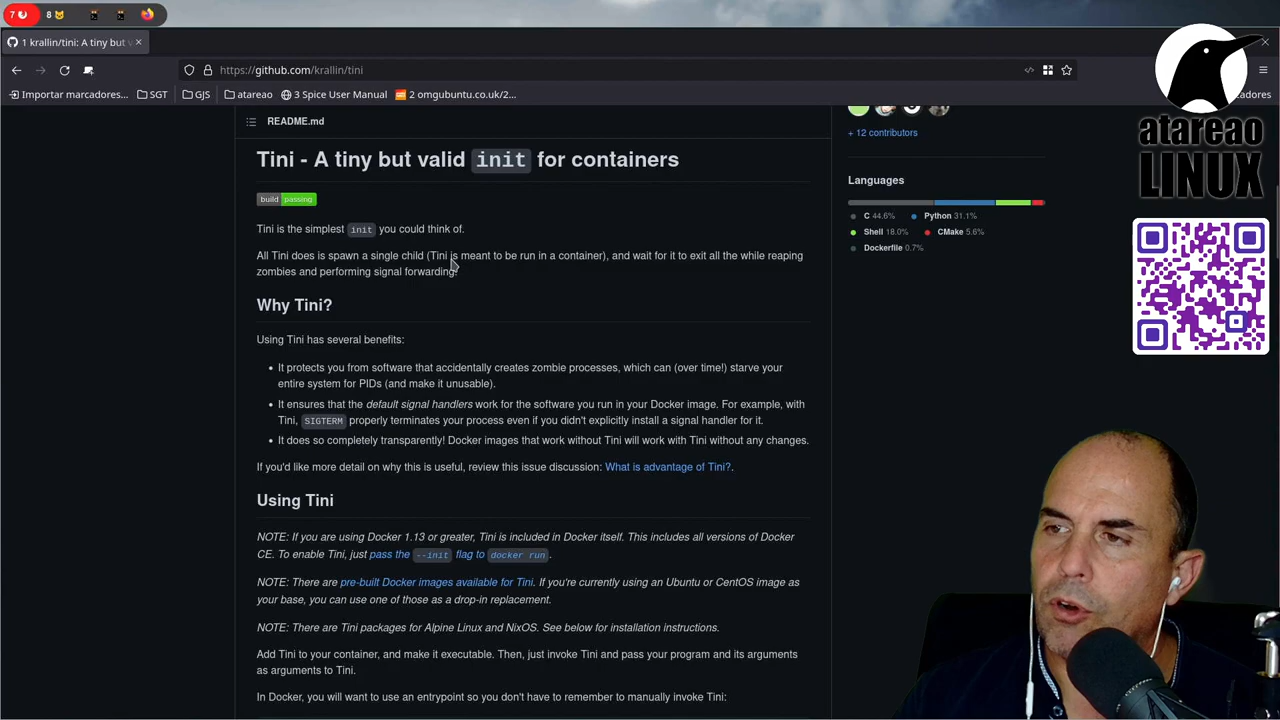 7
8
1 krallin/tini: A tiny but v
https://github.com/krallin/tini
Importar marcadores...
SGT
GJS
atareao
3 Spice User Manual
2 omgubuntu.co.uk/2...
adores
atareao
LINUX
README.md
+ 12 contributors
Tini - A tiny but valid init for containers
build passing
Tini is the simplest init you could think of.
All Tini does is spawn a single child (Tini is meant to be run in a container), and wait for it to exit all the while reaping
zombies and performing signal forwarding.
Languages
C 44.6%
Python 31.1%
Shell 18.0%
CMake 5.6%
Dockerfile 0.7%
Why Tini?
Using Tini has several benefits:
• It protects you from software that accidentally creates zombie processes, which can (over time!) starve your
entire system for PIDs (and make it unusable).
• It ensures that the default signal handlers work for the software you run in your Docker image. For example, with
Tini, SIGTERM properly terminates your process even if you didn't explicitly install a signal handler for it.
• It does so completely transparently! Docker images that work without Tini will work with Tini without any changes.
If you'd like more detail on why this is useful, review this issue discussion: What is advantage of Tini?.
Using Tini
NOTE: If you are using Docker 1.13 or greater, Tini is included in Docker itself. This includes all versions of Docker
CE. To enable Tini, just pass the --init flag to docker run.
NOTE: There are pre-built Docker images available for Tini. If you're currently using an Ubuntu or CentOS image as
your base, you can use one of those as a drop-in replacement.
NOTE: There are Tini packages for Alpine Linux and NixOS. See below for installation instructions.
Add Tini to your container, and make it executable. Then, just invoke Tini and pass your program and its arguments
as arguments to Tini.
In Docker, you will want to use an entrypoint so you don't have to remember to manually invoke Tini: